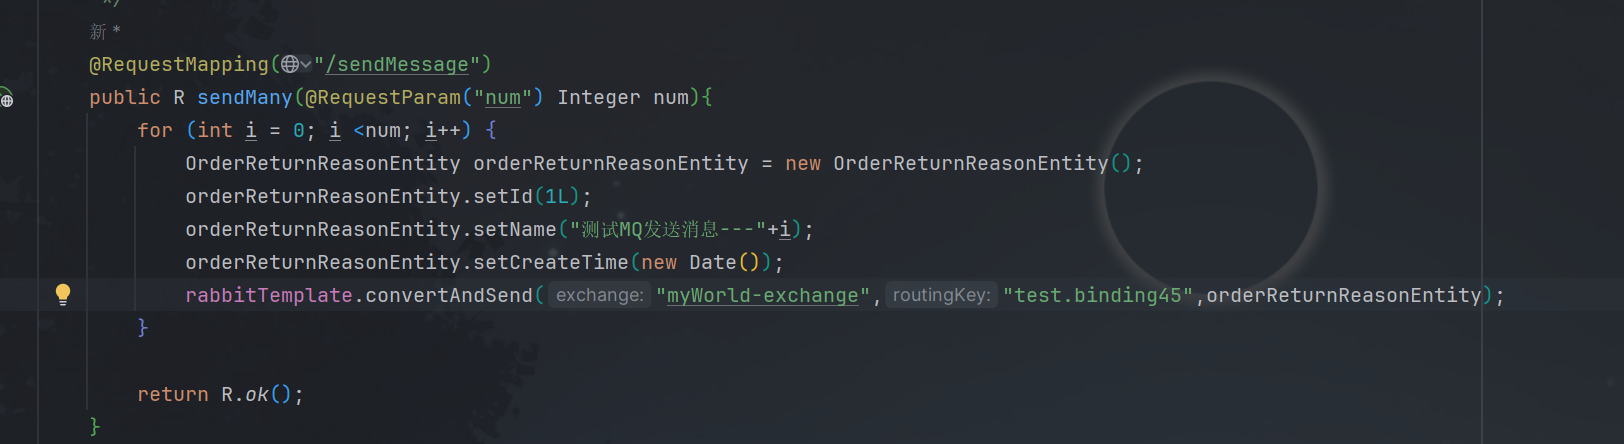 */
新 *
@RequestMapping("/sendMessage")
public R sendMany(@RequestParam("num") Integer num){
for (int i = 0; i <num; i++) {
OrderReturnReasonEntity orderReturnReasonEntity = new OrderReturnReasonEntity();
orderReturnReasonEntity.setId(1L);
orderReturnReasonEntity.setName("测试MQ发送消息---"+i);
orderReturnReasonEntity.setCreateTime(new Date());
rabbitTemplate.convertAndSend( exchange: "myWorld-exchange", routingKey: "test.binding45",orderReturnReasonEntity);
}
return R.ok();
}